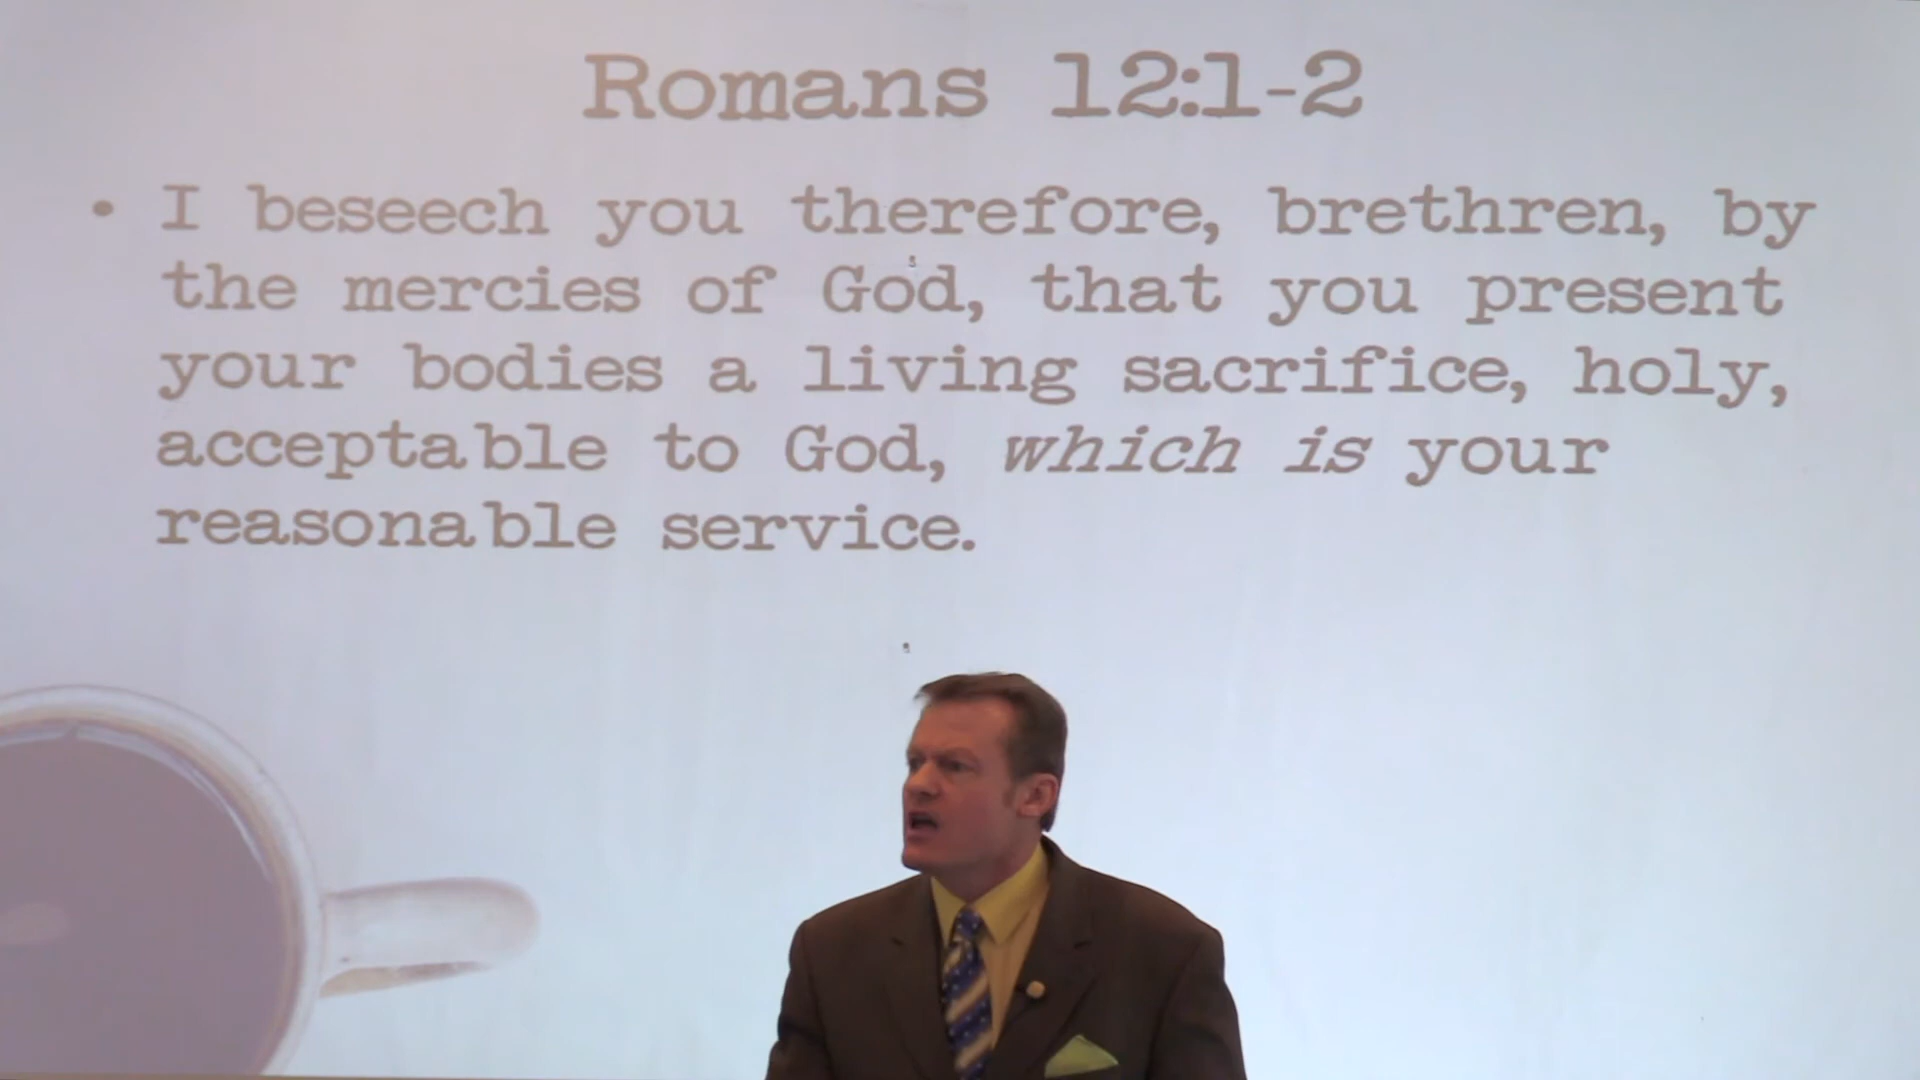 Romans 12:1-2
• I beseech you therefore, brethren, by
the mercies of God, that you present
your bodies a living sacrifice, holy,
acceptable to God, which is your
reasonable service.